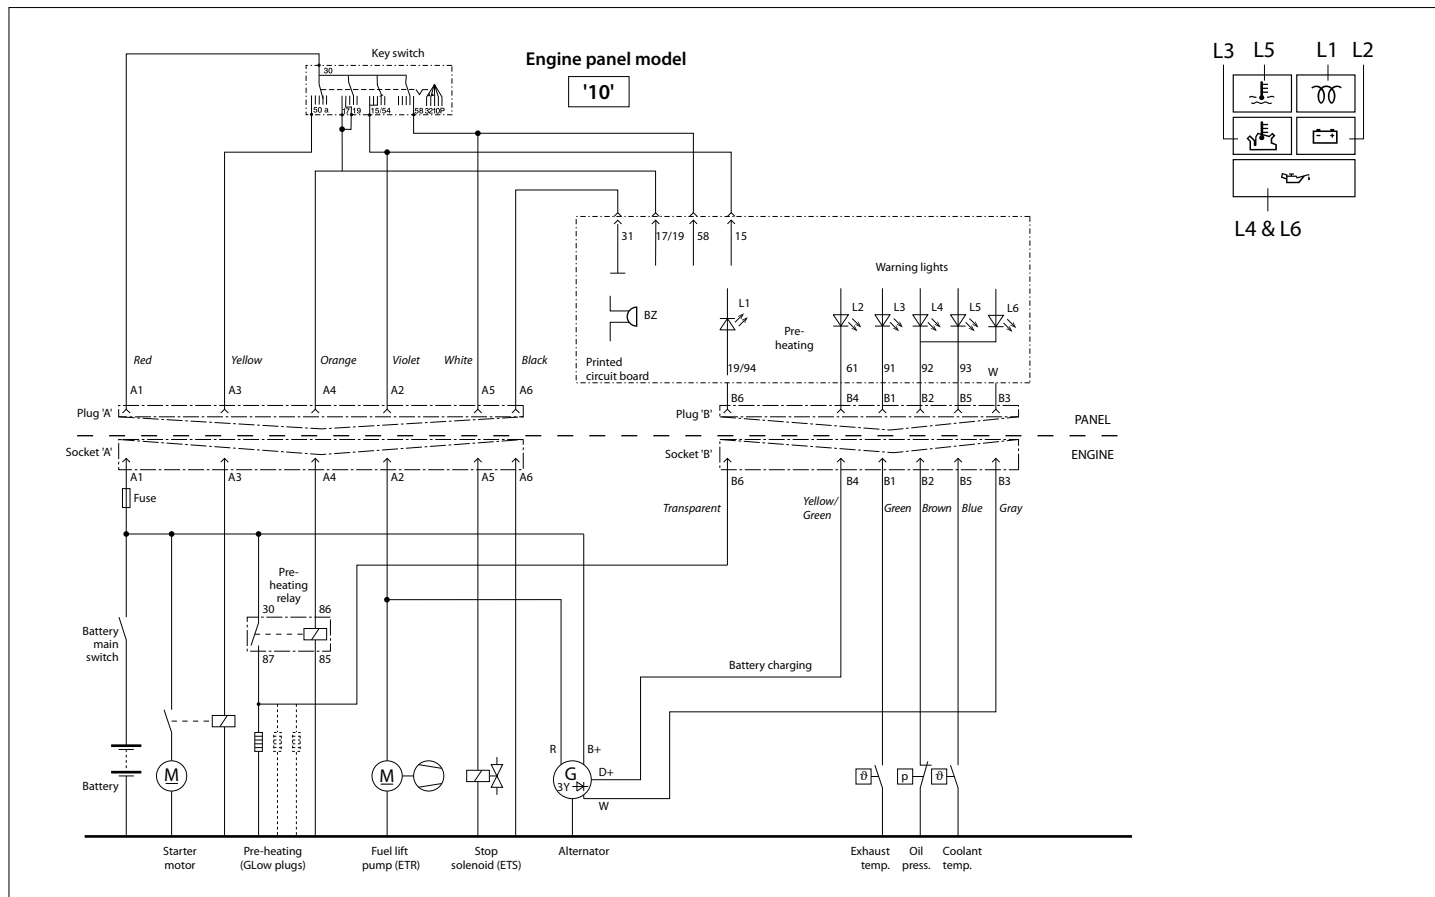 Key switch
Engine panel model
'10'
30
50 a
17/19
15/54
58
3210P
L3
L5
L1
L2
L4 & L6
31
17/19
58
15
Warning lights
BZ
L1
Pre-
heating
L2
L3
L4
L5
L6
Printed
circuit board
19/94
61
91
92
93
W
Red
Yellow
Orange
Violet
White
Black
A1
A3
A4
A2
A5
A6
B6
B4
B1
B2
B5
B3
Plug 'A'
Plug 'B'
PANEL
Socket 'A'
Socket 'B'
ENGINE
A1
A3
A4
A2
A5
A6
B6
B4
B1
B2
B5
B3
Fuse
Transparent
Yellow/
Green
Green
Brown
Blue
Gray
Pre-
heating
relay
30
86
87
85
Battery
main
switch
Battery charging
Battery
M
M
R
B+
G
3Y
D+
W
ϑ
p
ϑ
Starter
motor
Pre-heating
(GLow plugs)
Fuel lift
pump (ETR)
Stop
solenoid (ETS)
Alternator
Exhaust
temp.
Oil
press.
Coolant
temp.